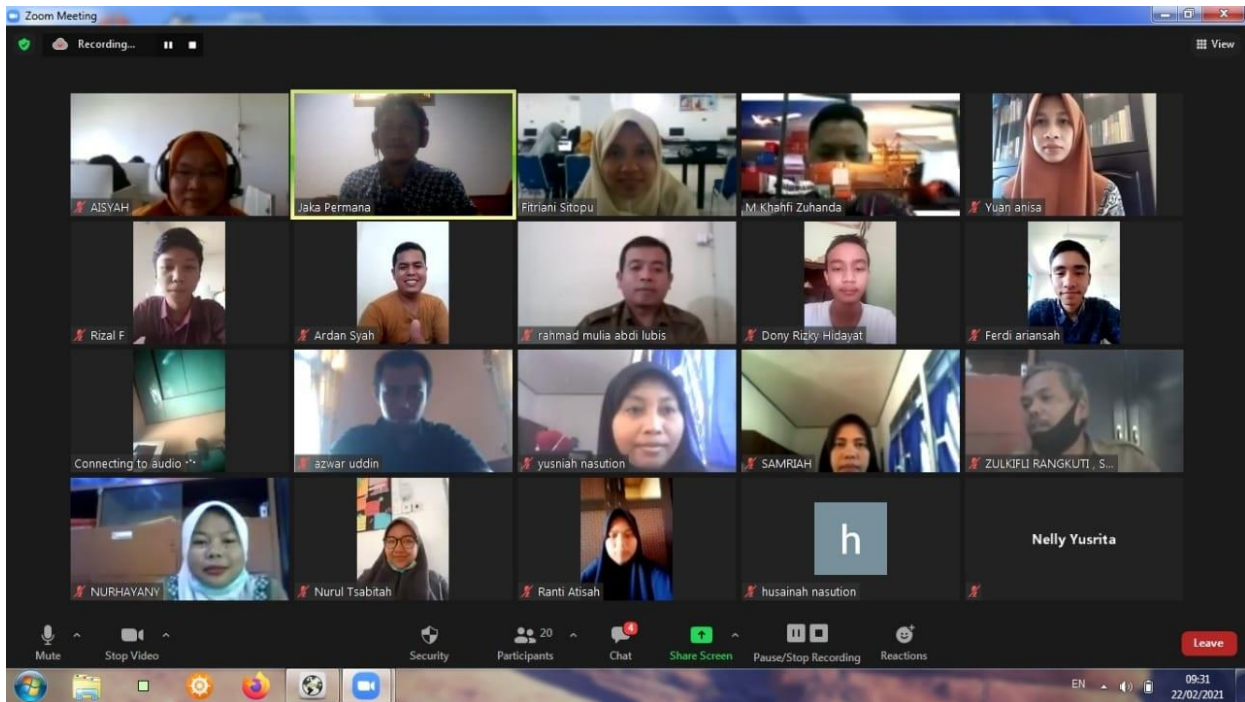 Zoom Meeting
Recording...
View
AISYAH
Jaka Permana
Fitriani Sitopu
M Khahfi Zuhanda
Yuan anisa
Rizal F
Ardan Syah
rahmad mulia abdi lubis
Dony Rizky Hidayat
Ferdi ariansah
Connecting to audio
azwar uddin
yusniah nasution
SAMRIAH
ZULKIFLI RANGKUTI , S...
NURHAYANY
Nurul Tsabitah
Ranti Atisah
h
husainah nasution
Nelly Yusrita
Mute
Stop Video
Security
Participants
20
Chat
4
Share Screen
Pause/Stop Recording
Reactions
Leave
EN
09:31
22/02/2021